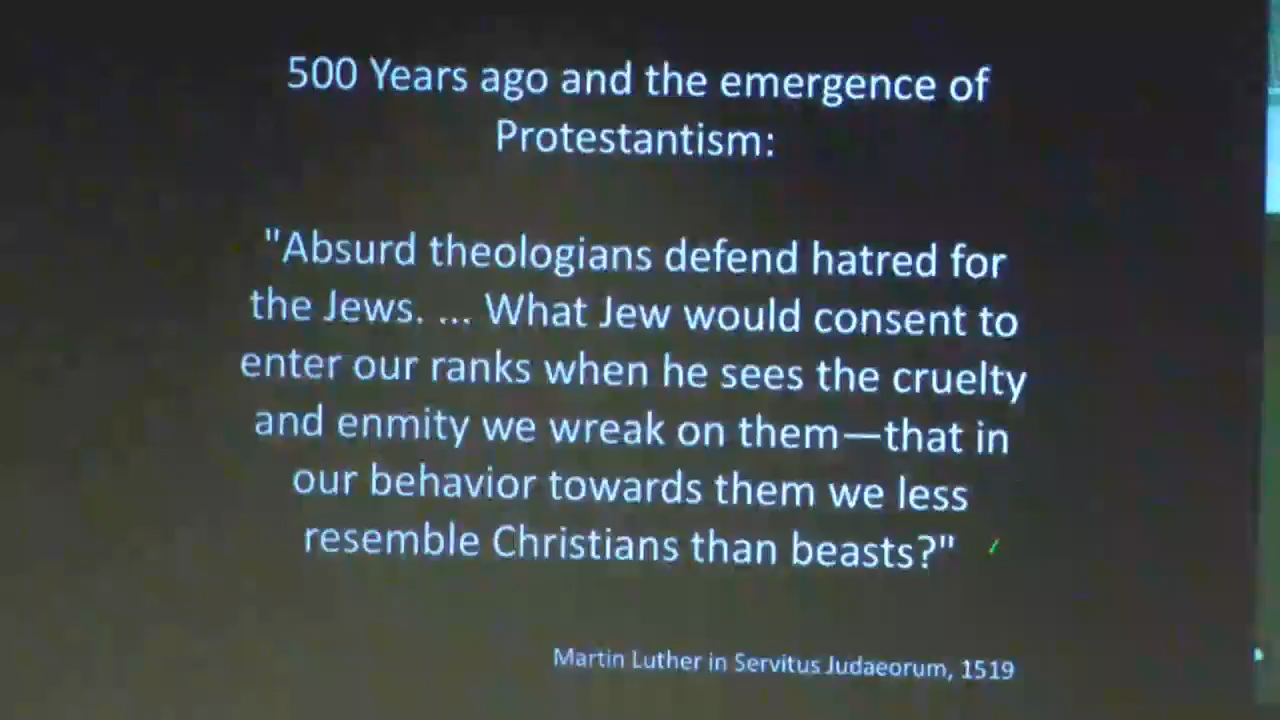 500 Years ago and the emergence of
Protestantism:
"Absurd theologians defend hatred for
the Jews. ... What Jew would consent to
enter our ranks when he sees the cruelty
and enmity we wreak on them—that in
our behavior towards them we less
resemble Christians than beasts?"
Martin Luther in Servitus Judaeorum, 1519